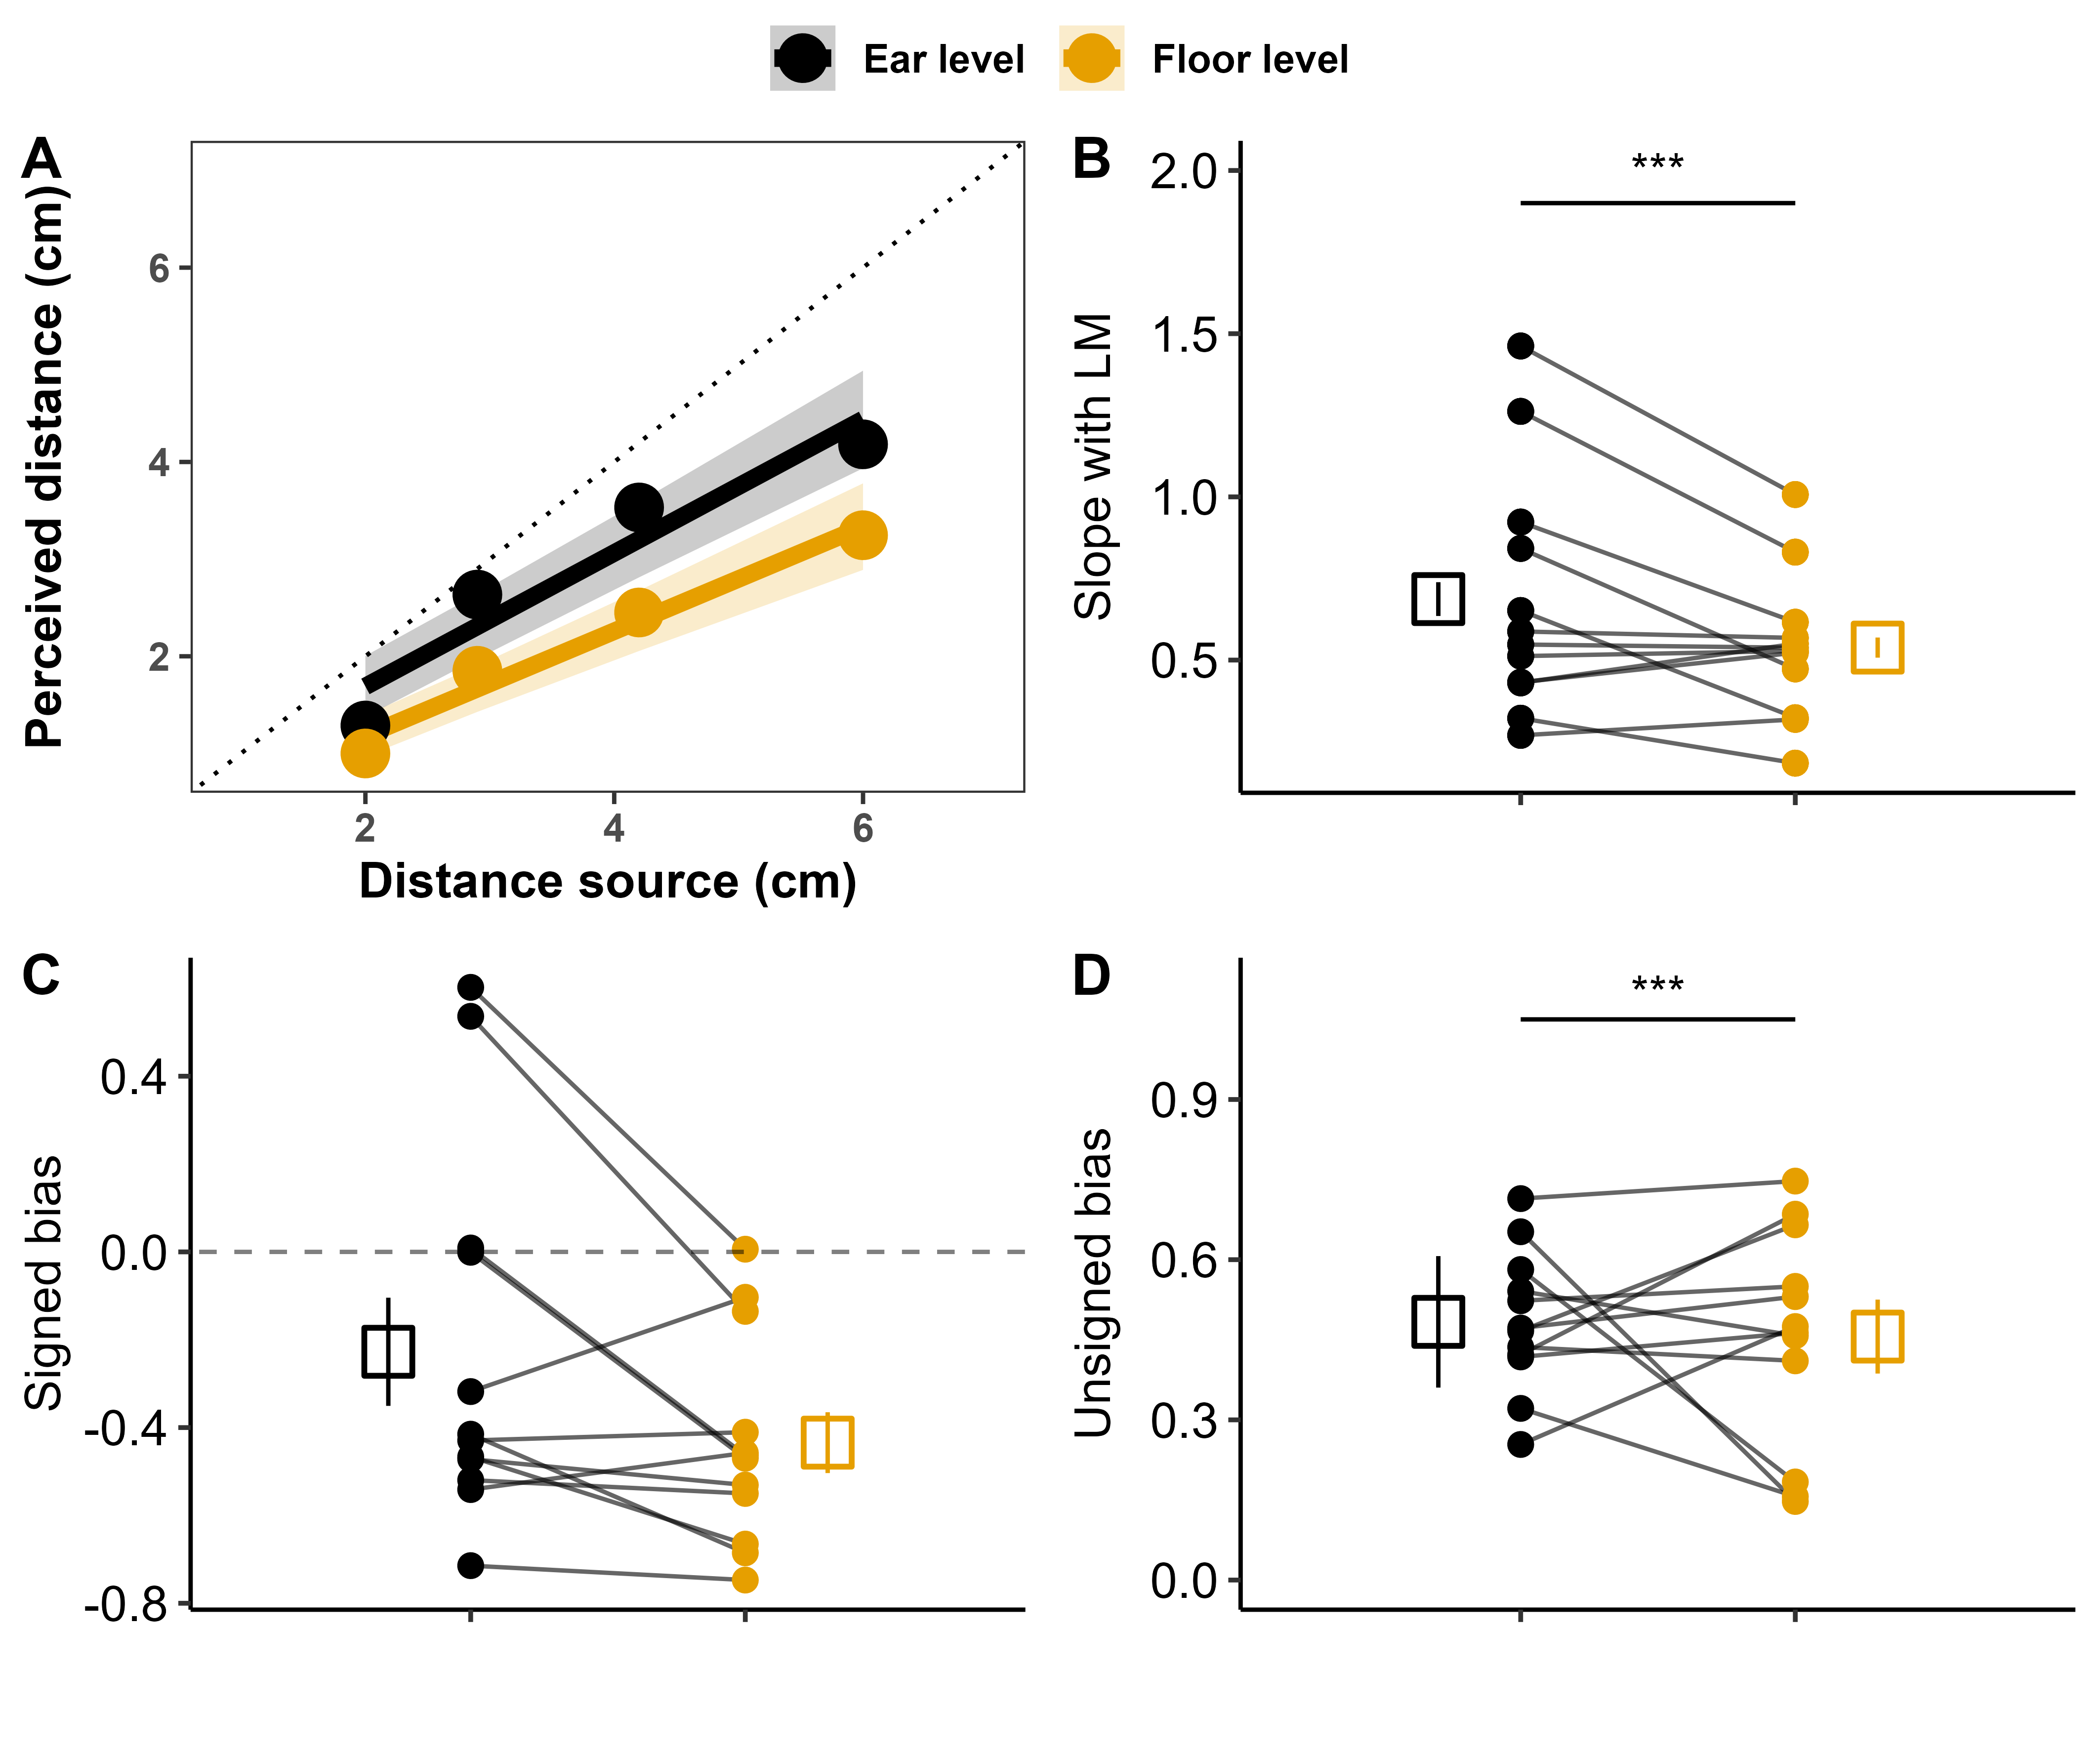 Ear level Floor level
A
Perceived distance (cm)
6
4
2
2 4 6
Distance source (cm)
B
Slope with LM
2.0
1.5
1.0
0.5
***
C
Signed bias
0.4
0.0
-0.4
-0.8
D
Unsigned bias
0.9
0.6
0.3
0.0
***